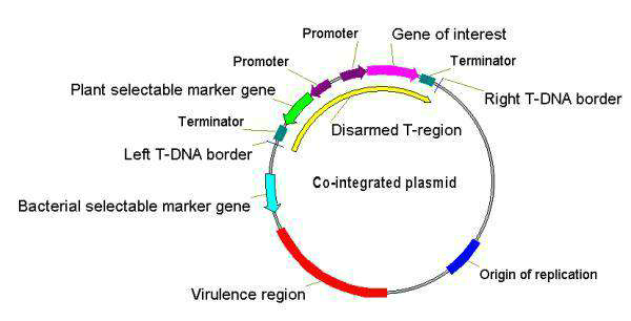 Promoter
Gene of interest
Promoter
Terminator
Plant selectable marker gene
Right T-DNA border
Terminator
Disarmed T-region
Left T-DNA border
Co-integrated plasmid
Bacterial selectable marker gene
Origin of replication
Virulence region